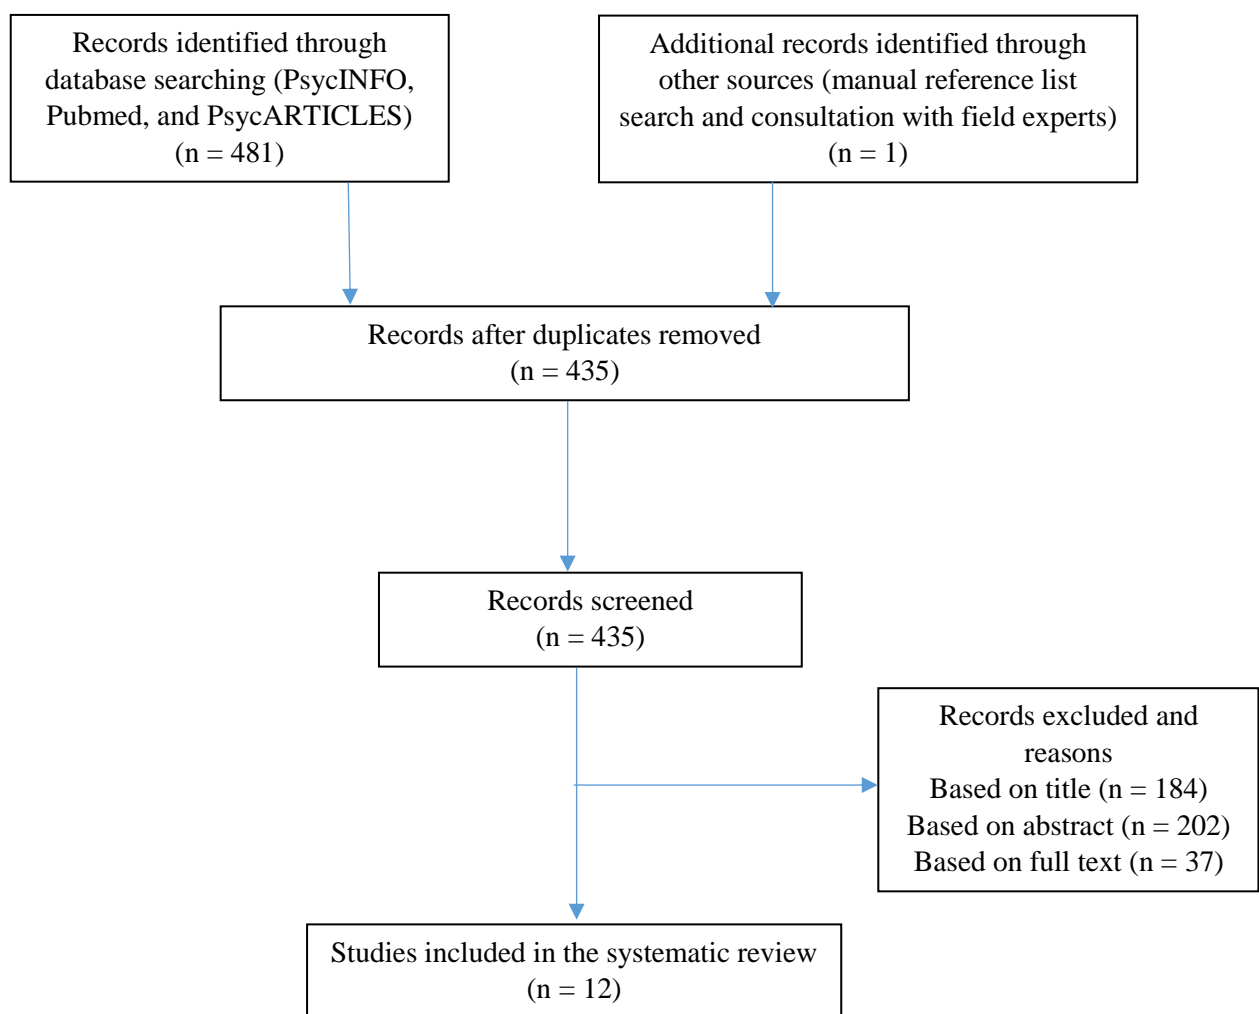 Records identified through
database searching (PsycINFO,
Pubmed, and PsycARTICLES)
(n = 481)
Additional records identified through
other sources (manual reference list
search and consultation with field experts)
(n = 1)
Records after duplicates removed
(n = 435)
Records screened
(n = 435)
Records excluded and
reasons
Based on title (n = 184)
Based on abstract (n = 202)
Based on full text (n = 37)
Studies included in the systematic review
(n = 12)